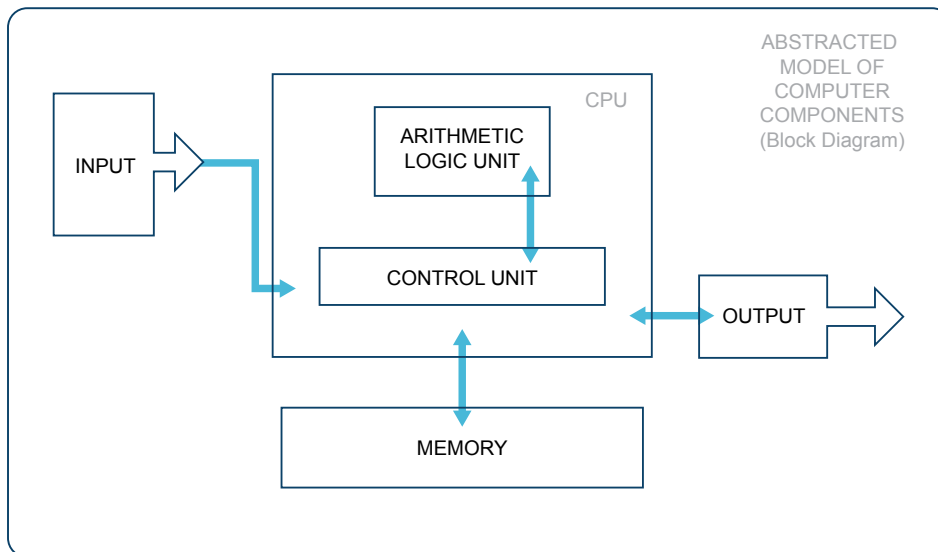 ABSTRACTED
MODEL OF
COMPUTER
COMPONENTS
(Block Diagram)
CPU
ARITHMETIC
LOGIC UNIT
INPUT
CONTROL UNIT
OUTPUT
MEMORY